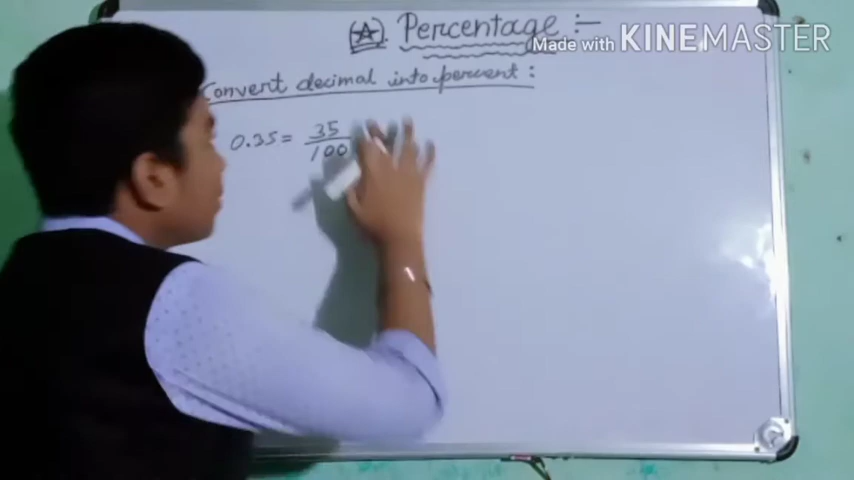 (A). Percentage :-
Made with KINEMASTER
Convert decimal into percent :
0.35 = 35/100